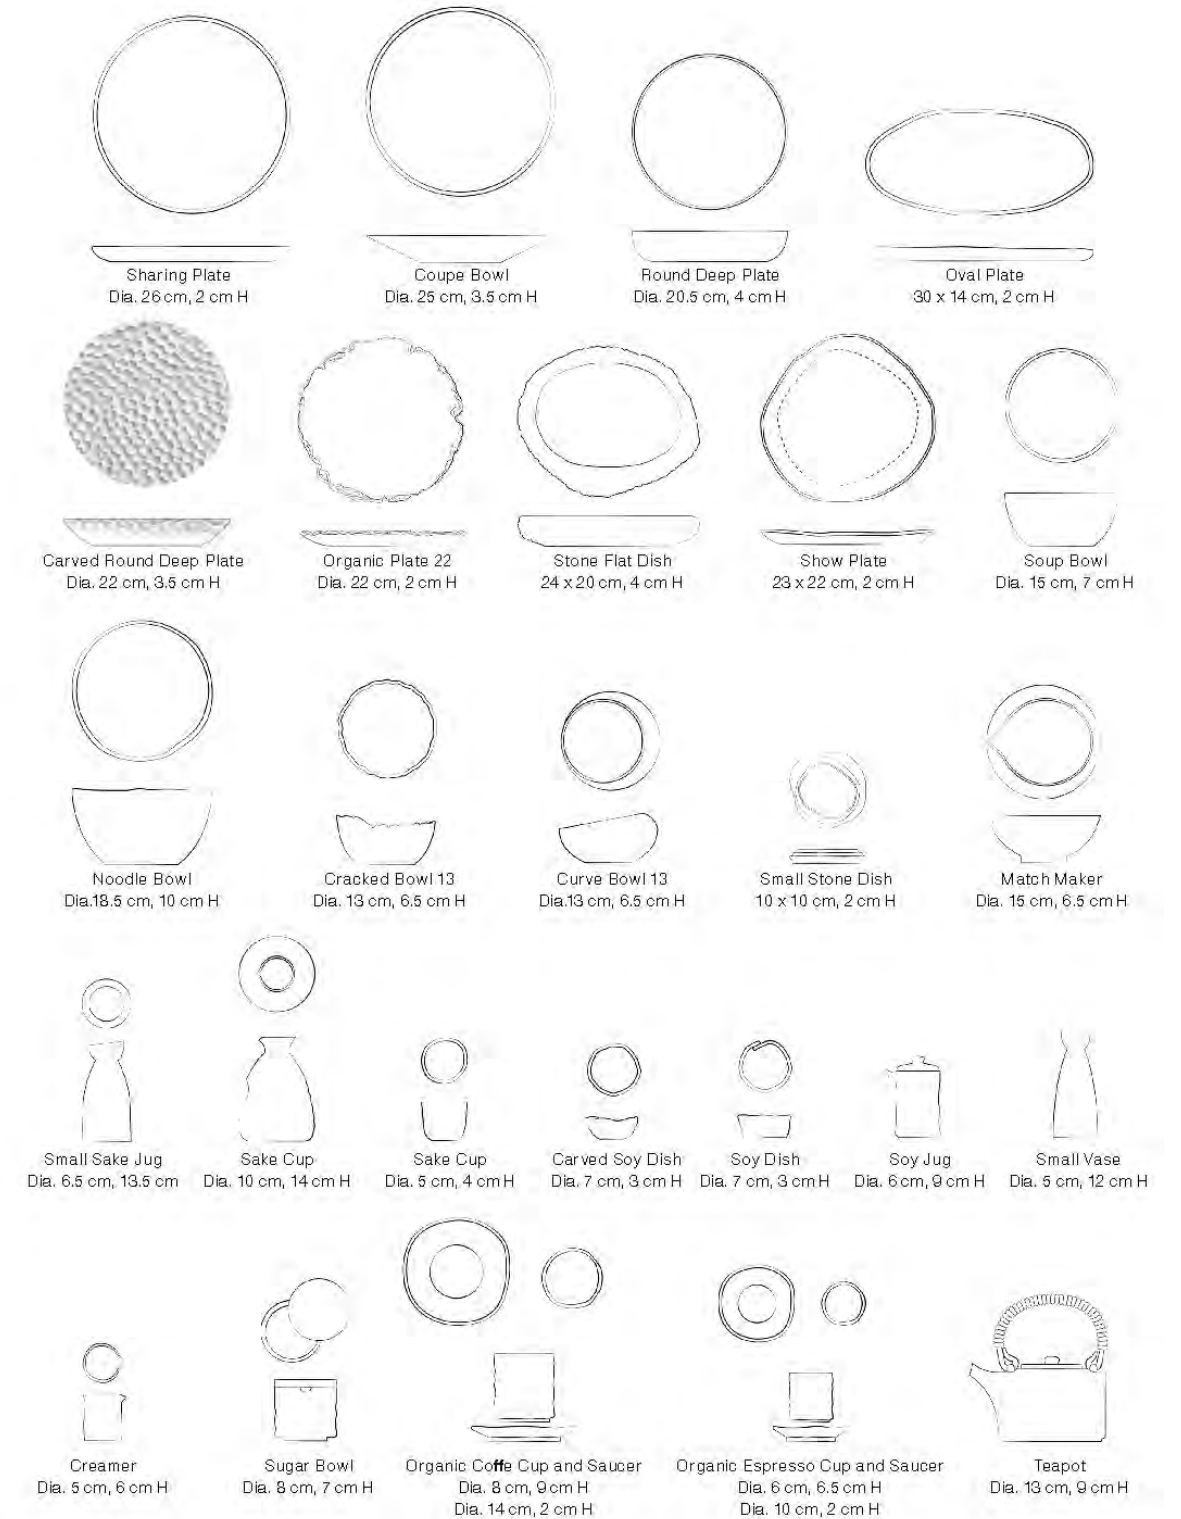 Sharing Plate
Dia. 26 cm, 2 cm H
Coupe Bowl
Dia. 25 cm, 3.5 cm H
Round Deep Plate
Dia. 20.5 cm, 4 cm H
Oval Plate
30 x 14 cm, 2 cm H
Carved Round Deep Plate
Dia. 22 cm, 3.5 cm H
Organic Plate 22
Dia. 22 cm, 2 cm H
Stone Flat Dish
24 x 20 cm, 4 cm H
Show Plate
23 x 22 cm, 2 cm H
Soup Bowl
Dia. 15 cm, 7 cm H
Noodle Bowl
Dia.18.5 cm, 10 cm H
Cracked Bowl 13
Dia. 13 cm, 6.5 cm H
Curve Bowl 13
Dia.13 cm, 6.5 cm H
Small Stone Dish
10 x 10 cm, 2 cm H
Match Maker
Dia. 15 cm, 6.5 cm H
Small Sake Jug
Dia. 6.5 cm, 13.5 cm
Sake Cup
Dia. 10 cm, 14 cm H
Sake Cup
Dia. 5 cm, 4 cm H
Carved Soy Dish
Dia. 7 cm, 3 cm H
Soy Dish
Dia. 7 cm, 3 cm H
Soy Jug
Dia. 6 cm, 9 cm H
Small Vase
Dia. 5 cm, 12 cm H
Creamer
Dia. 5 cm, 6 cm H
Sugar Bowl
Dia. 8 cm, 7 cm H
Organic Coffe Cup and Saucer
Dia. 8 cm, 9 cm H
Dia. 14 cm, 2 cm H
Organic Espresso Cup and Saucer
Dia. 6 cm, 6.5 cm H
Dia. 10 cm, 2 cm H
Teapot
Dia. 13 cm, 9 cm H